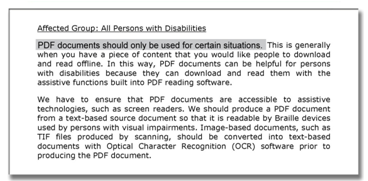 Affected Group: All Persons with Disabilities
PDF documents should only be used for certain situations. This is generally
when you have a piece of content that you would like people to download
and read offline. In this way, PDF documents can be helpful for persons
with disabilities because they can download and read them with the
assistive functions built into PDF reading software.
We have to ensure that PDF documents are accessible to assistive
technologies, such as screen readers. We should produce a PDF document
from a text-based source document so that it is readable by Braille devices
used by persons with visual impairments. Image-based documents, such as
TIF files produced by scanning, should be converted into text-based
documents with Optical Character Recognition (OCR) software prior to
producing the PDF document.